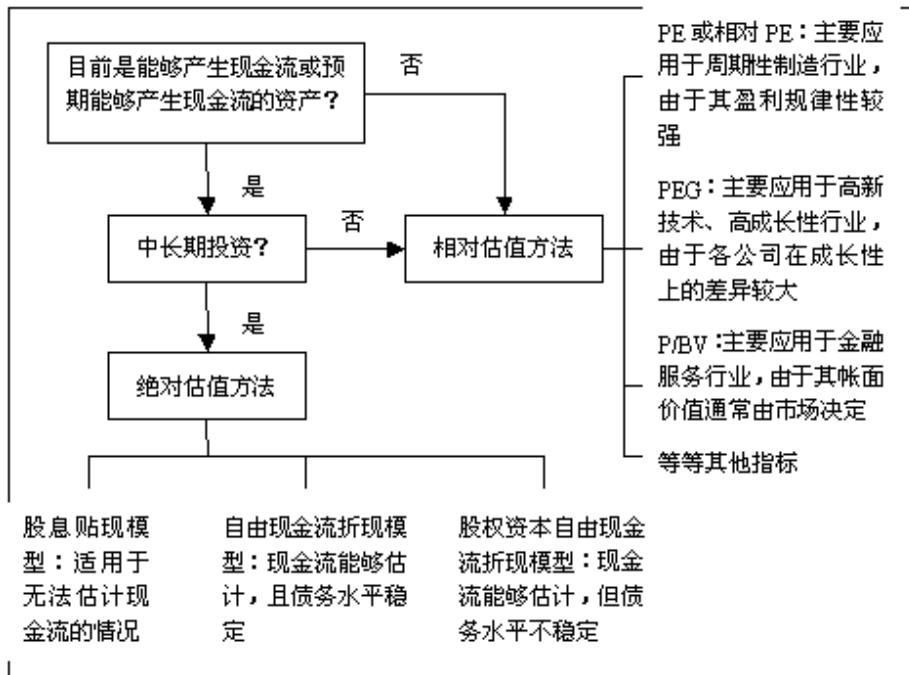 目前是能够产生现金流或预
期能够产生现金流的资产？
否
是
中长期投资？
否
相对估值方法
是
绝对估值方法
PE 或相对 PE：主要应
用于周期性制造行业，
由于其盈利规律性较
强
PEG：主要应用于高新
技术、高成长性行业，
由于各公司在成长性
上的差异较大
P/BV：主要应用于金融
服务行业，由于其帐面
价值通常由市场决定
等等其他指标
股息贴现模
型：适用于
无法估计现
金流的情况
自由现金流折现模
型：现金流能够估
计，且债务水平稳
定
股权资本自由现金
流折现模型：现金
流能够估计，但债
务水平不稳定